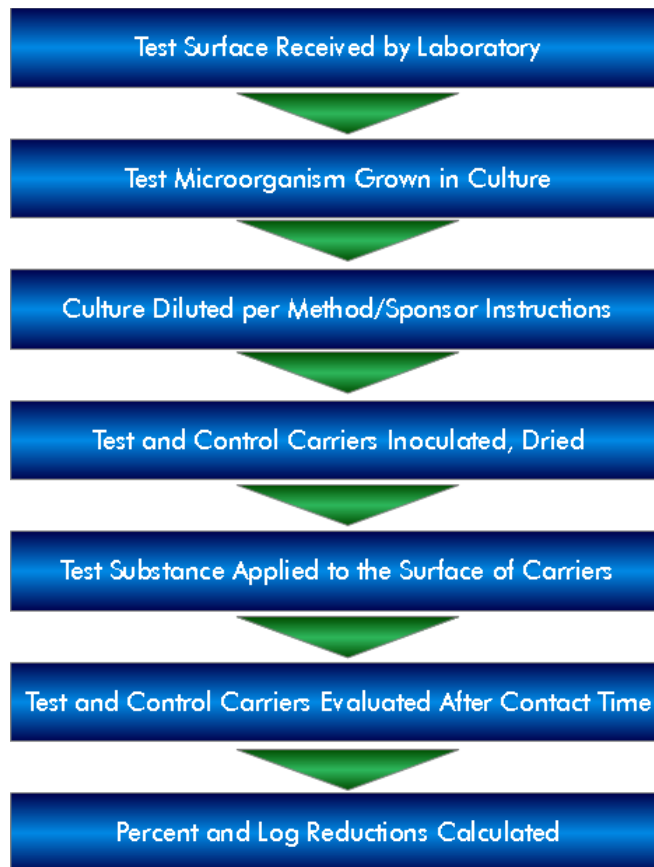 Test Surface Received by Laboratory
Test Microorganism Grown in Culture
Culture Diluted per Method/Sponsor Instructions
Test and Control Carriers Inoculated, Dried
Test Substance Applied to the Surface of Carriers
Test and Control Carriers Evaluated After Contact Time
Percent and Log Reductions Calculated